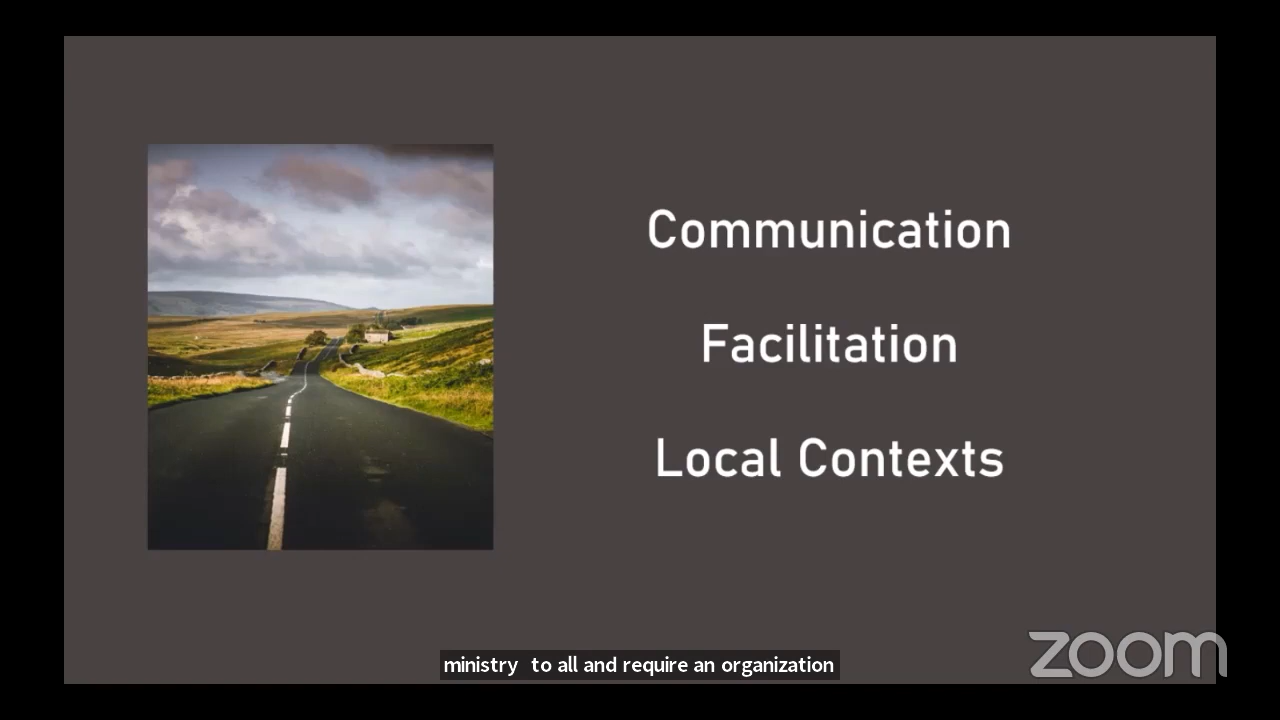 Communication
Facilitation
Local Contexts
ministry to all and require an organization
zoom